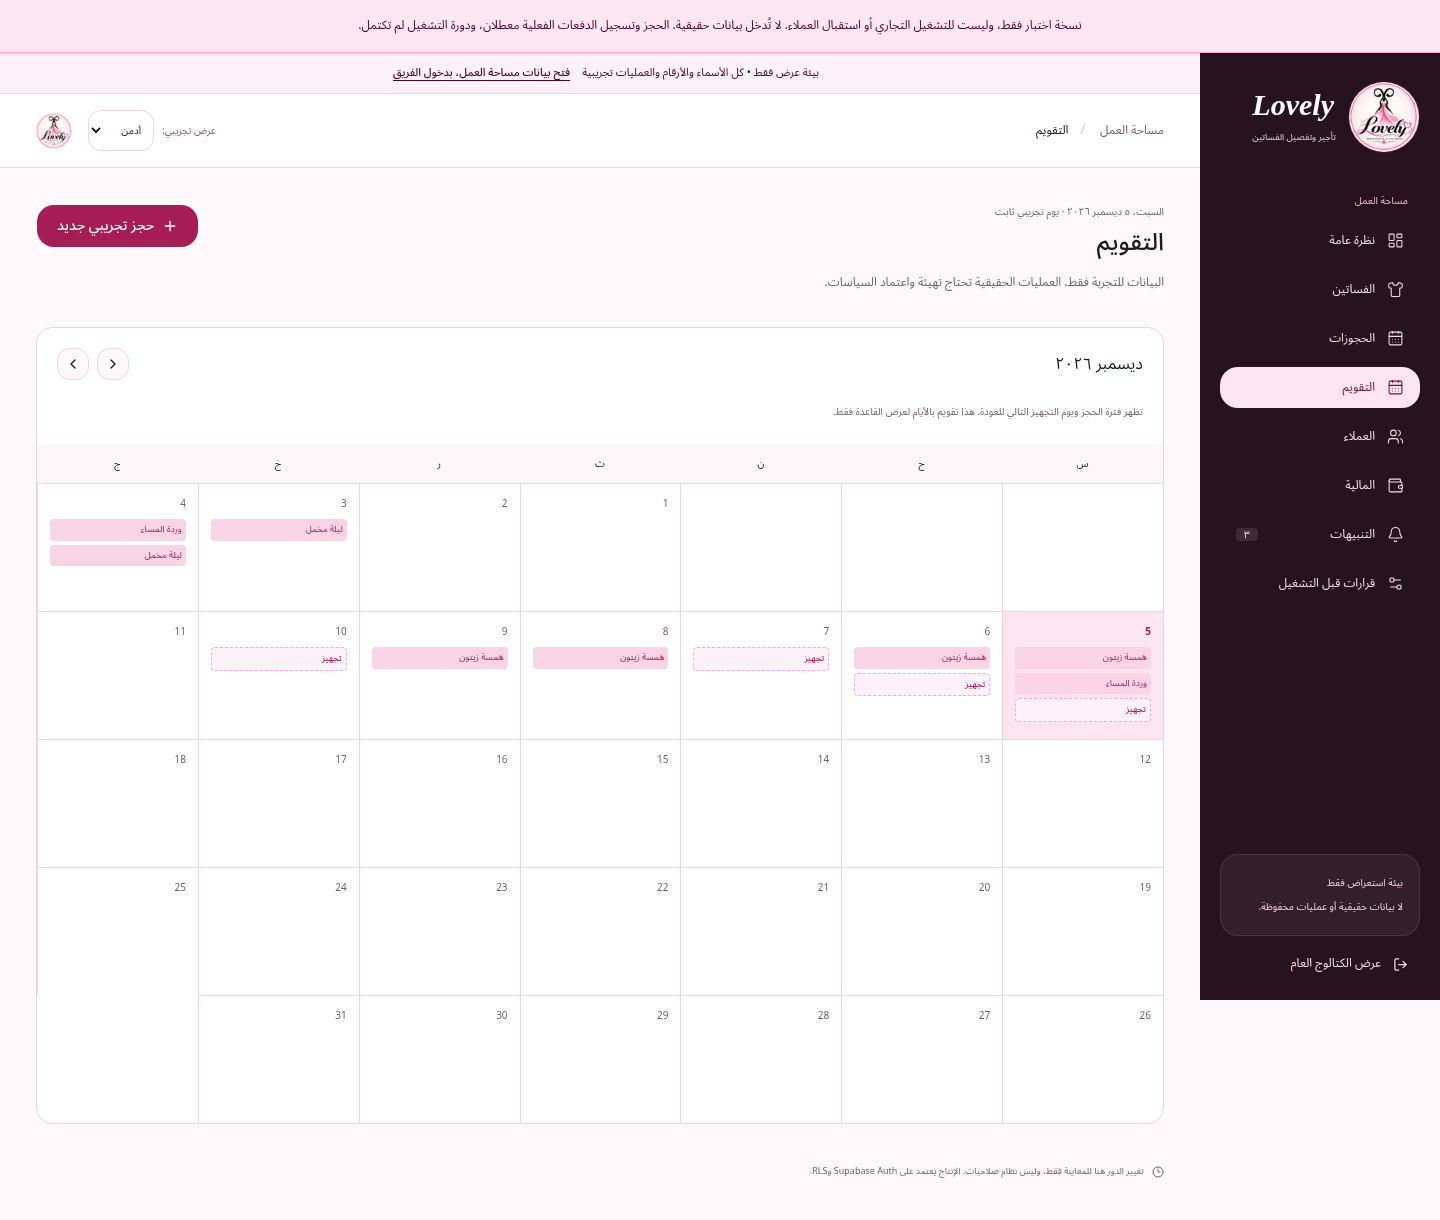 نسخة اختبار فقط، وليست للتشغيل التجاري أو استقبال العملاء. لا تُدخل بيانات حقيقية. الحجز وتسجيل الدفعات الفعلية معطلان، ودورة التشغيل لم تكتمل.
بيئة عرض فقط • كل الأسماء والأرقام والعمليات تجريبية فتح بيانات مساحة العمل، بدخول الفريق
Lovely
تأجير وتفصيل الفساتين
Lovely
مساحة العمل / التقويم
عرض تجريبي: أدمن
Lovely
مساحة العمل
نظرة عامة
الفساتين
الحجوزات
التقويم
العملاء
المالية
التنبيهات ٣
قرارات قبل التشغيل
بيئة استعراض فقط
لا بيانات حقيقية أو عمليات محفوظة.
عرض الكتالوج العام
السبت، ٥ ديسمبر ٢٠٢٦ · يوم تجريبي ثابت
التقويم
البيانات للتجربة فقط. العمليات الحقيقية تحتاج تهيئة واعتماد السياسات.
حجز تجريبي جديد
ديسمبر ٢٠٢٦
تظهر فترة الحجز ويوم التجهيز التالي للعودة. هذا تقويم بالأيام لعرض القاعدة فقط.
س ح ن ث ر خ ج
1 2 3 4
ليلة مخمل وردة المساء
ليلة مخمل
5 6 7 8 9 10 11
همسة زيتون همسة زيتون تجهيز همسة زيتون همسة زيتون تجهيز
وردة المساء تجهيز
تجهيز
12 13 14 15 16 17 18
19 20 21 22 23 24 25
26 27 28 29 30 31
تغيير الدور هنا للمعاينة فقط، وليس نظام صلاحيات. الإنتاج يعتمد على Supabase Auth وRLS.